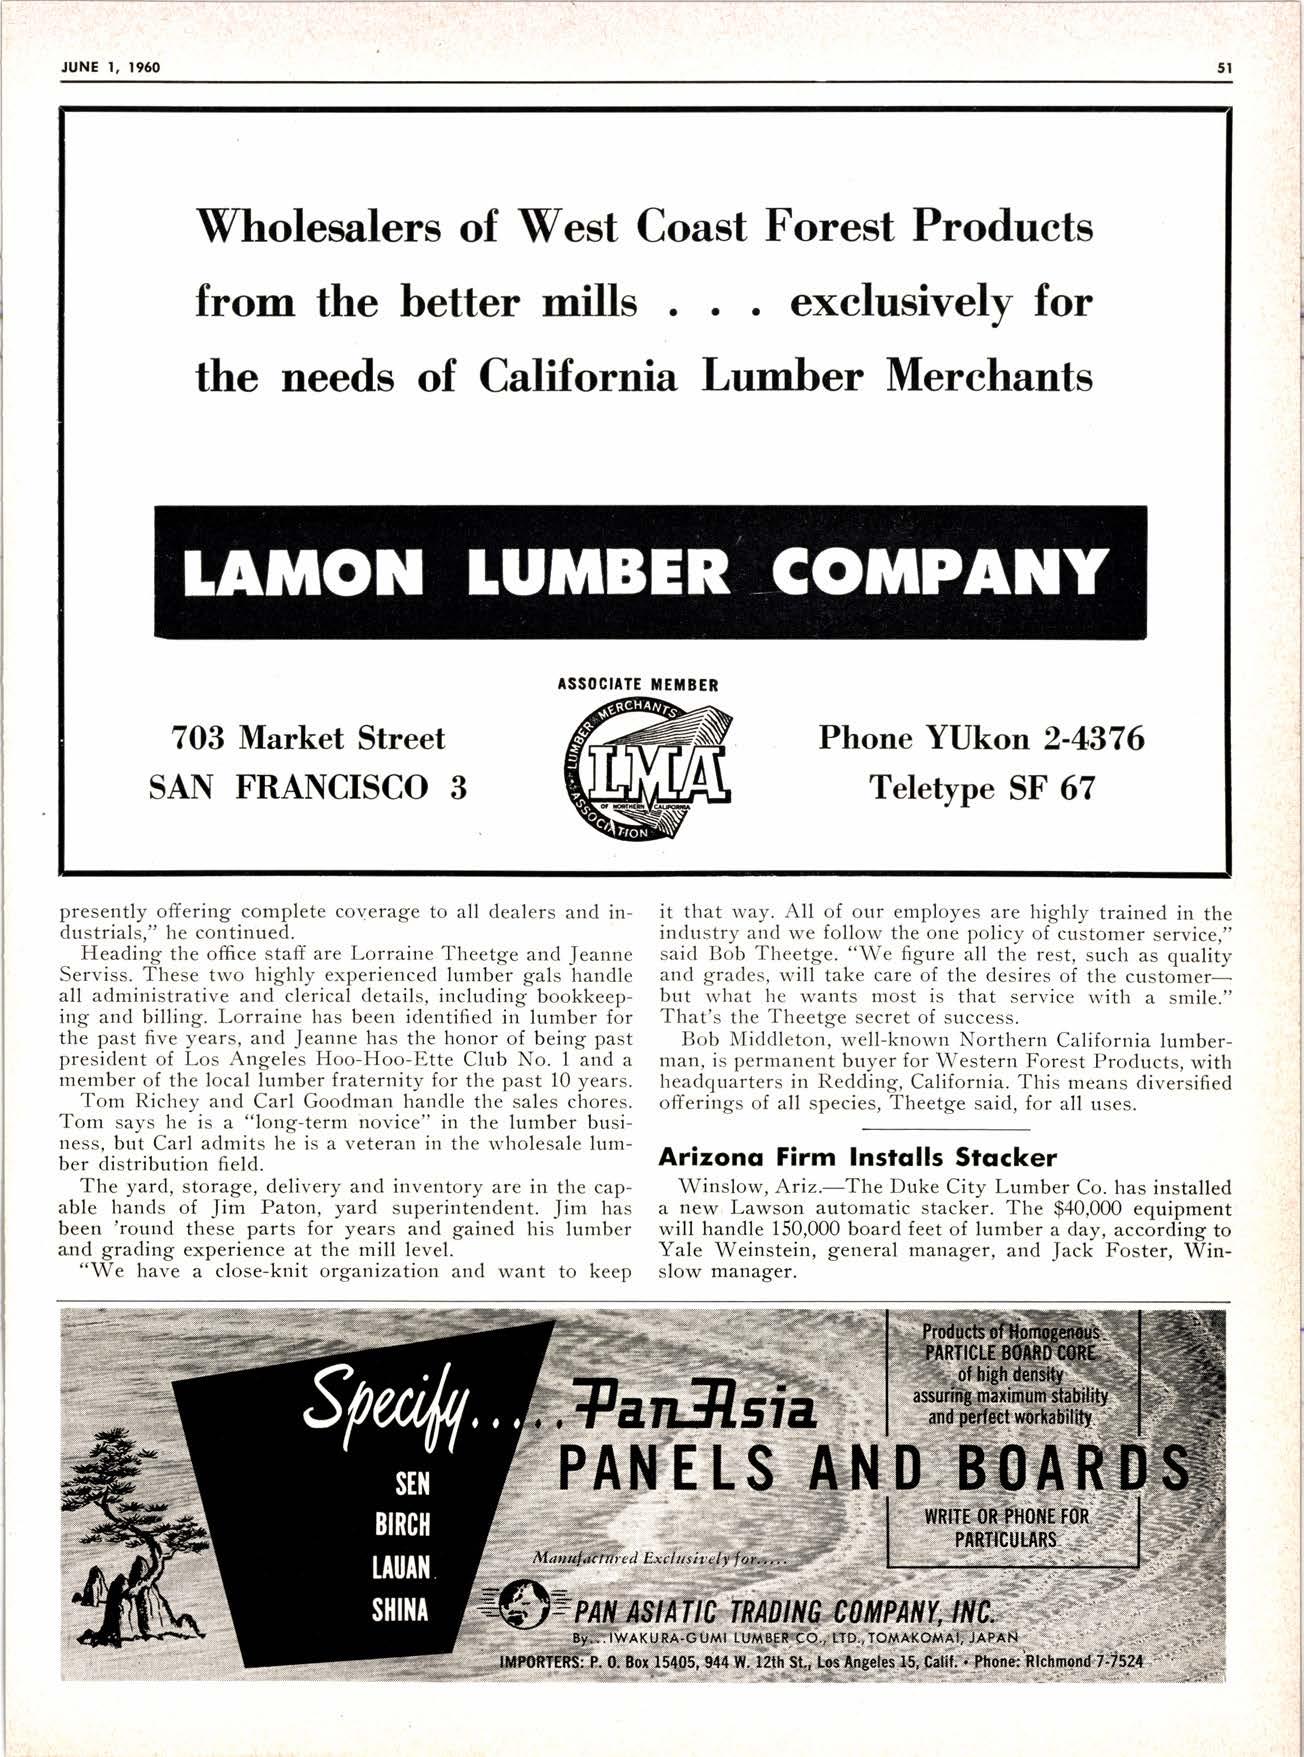 JUNE 1, 1960
51
Wholesalers of West Coast Forest Products
from the better mills . . . exclusively for
the needs of California Lumber Merchants
LAMON LUMBER COMPANY
ASSOCIATE MEMBER
703 Market Street
SAN FRANCISCO 3
LUMBER MERCHANTS
LMA
OF NORTHERN CALIFORNIA
ASSOCIATION
Phone YUkon 2-4376
Teletype SF 67
presently offering complete coverage to all dealers and in-
dustrials,” he continued.
Heading the office staff are Lorraine Theetge and Jeanne
Serviss. These two highly experienced lumber gals handle
all administrative and clerical details, including bookkeep-
ing and billing. Lorraine has been identified in lumber for
the past five years, and Jeanne has the honor of being past
president of Los Angeles Hoo-Hoo-Ette Club No. 1 and a
member of the local lumber fraternity for the past 10 years.
Tom Richey and Carl Goodman handle the sales chores.
Tom says he is a “long-term novice” in the lumber busi-
ness, but Carl admits he is a veteran in the wholesale lum-
ber distribution field.
The yard, storage, delivery and inventory are in the cap-
able hands of Jim Paton, yard superintendent. Jim has
been ’round these parts for years and gained his lumber
and grading experience at the mill level.
“We have a close-knit organization and want to keep
it that way. All of our employes are highly trained in the
industry and we follow the one policy of customer service,”
said Bob Theetge. “We figure all the rest, such as quality
and grades, will take care of the desires of the customer—
but what he wants most is that service with a smile.”
That’s the Theetge secret of success.
Bob Middleton, well-known Northern California lumber-
man, is permanent buyer for Western Forest Products, with
headquarters in Redding, California. This means diversified
offerings of all species, Theetge said, for all uses.
Arizona Firm Installs Stacker
Winslow, Ariz.—The Duke City Lumber Co. has installed
a new Lawson automatic stacker. The $40,000 equipment
will handle 150,000 board feet of lumber a day, according to
Yale Weinstein, general manager, and Jack Foster, Win-
slow manager.
Specify. . . . . . Pan-Asia
PANELS AND BOARDS
SEN
BIRCH
LAUAN
SHINA
Products of Homogenous
PARTICLE BOARD CORE
of high density
assuring maximum stability
and perfect workability
WRITE OR PHONE FOR
PARTICULARS
Manufactured Exclusively for.....
PAN ASIATIC TRADING COMPANY, INC.
By...IWAKURA-GUMI LUMBER CO., LTD., TOMAKOMAI, JAPAN
IMPORTERS: P. O. Box 15405, 944 W. 12th St., Los Angeles 15, Calif. • Phone: RIchmond 7-7524